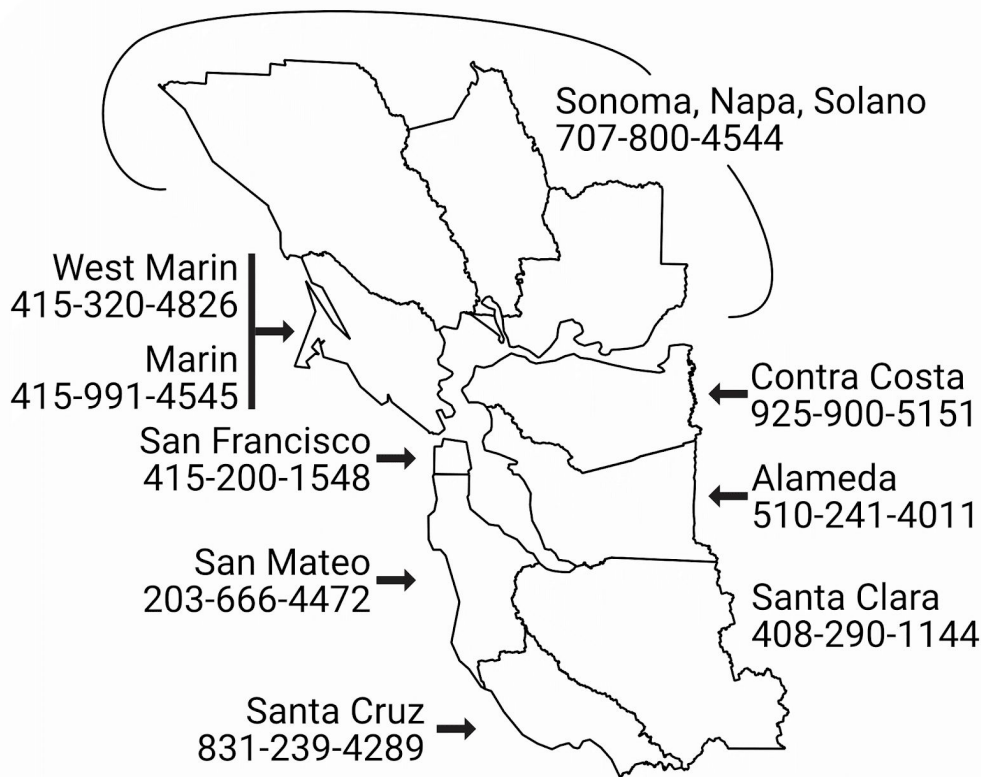 Sonoma, Napa, Solano
707-800-4544
West Marin
415-320-4826
Marin
415-991-4545
Contra Costa
925-900-5151
San Francisco
415-200-1548
Alameda
510-241-4011
San Mateo
203-666-4472
Santa Clara
408-290-1144
Santa Cruz
831-239-4289